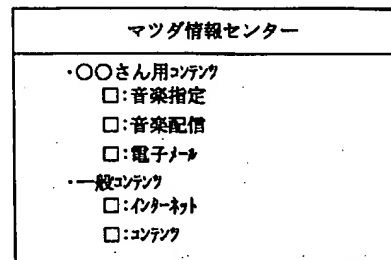 マツダ情報センター
・○○さん用コンテンツ
□:音楽指定
□:音楽配信
□:電子メール
・一般コンテンツ
□:インターネット
□:コンテンツ